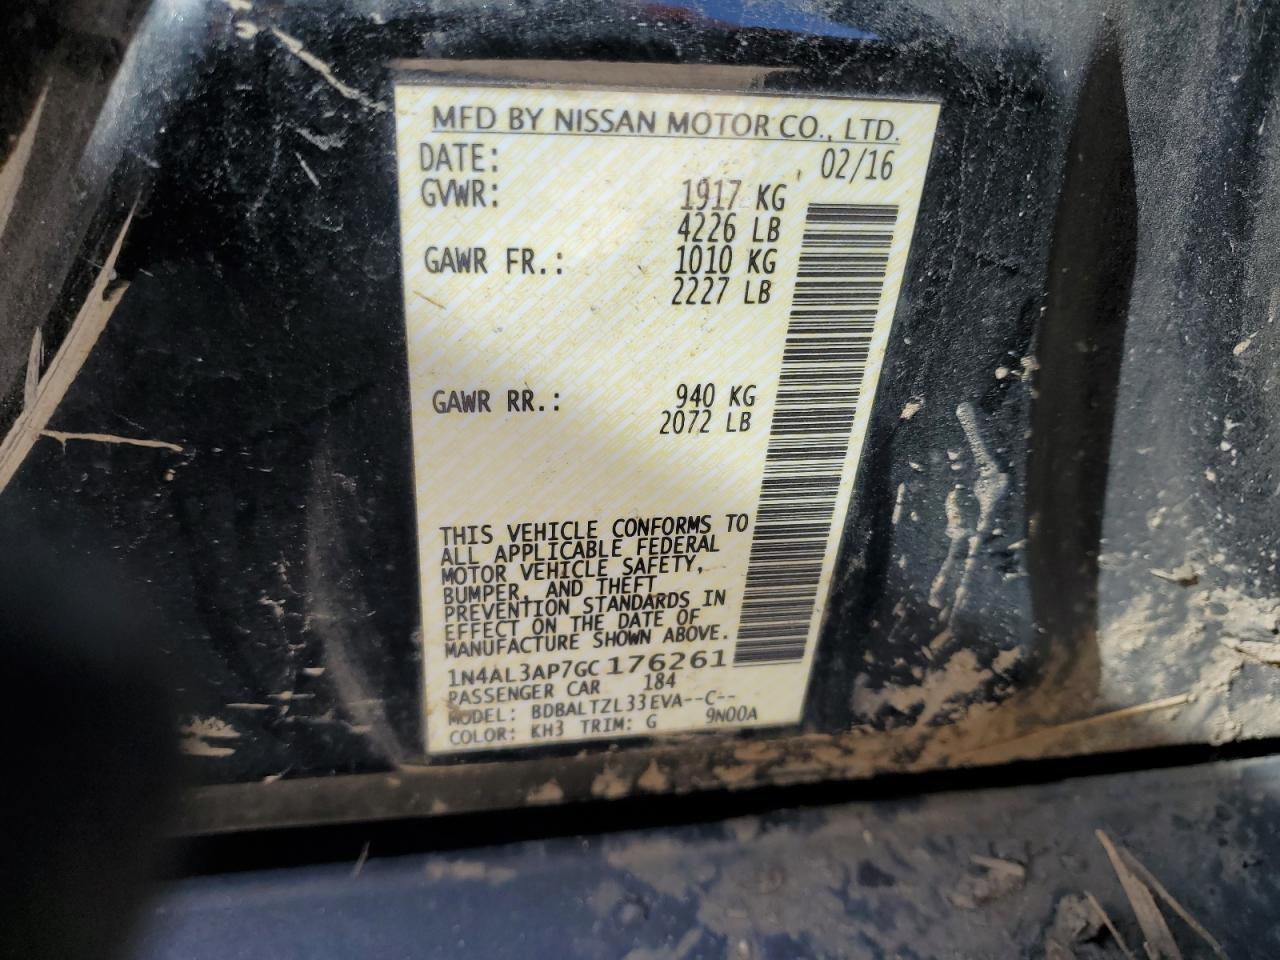 MFD BY NISSAN MOTOR CO., LTD.
DATE: 02/16
GVWR: 1917 KG
4226 LB
GAWR FR.: 1010 KG
2227 LB
GAWR RR.: 940 KG
2072 LB
THIS VEHICLE CONFORMS TO
ALL APPLICABLE FEDERAL
MOTOR VEHICLE SAFETY,
BUMPER, AND THEFT
PREVENTION STANDARDS IN
EFFECT ON THE DATE OF
MANUFACTURE SHOWN ABOVE.
1N4AL3AP7GC176261
PASSENGER CAR 184
MODEL: BDBALTZL33EVA--C--
COLOR: KH3 TRIM: G 9N00A